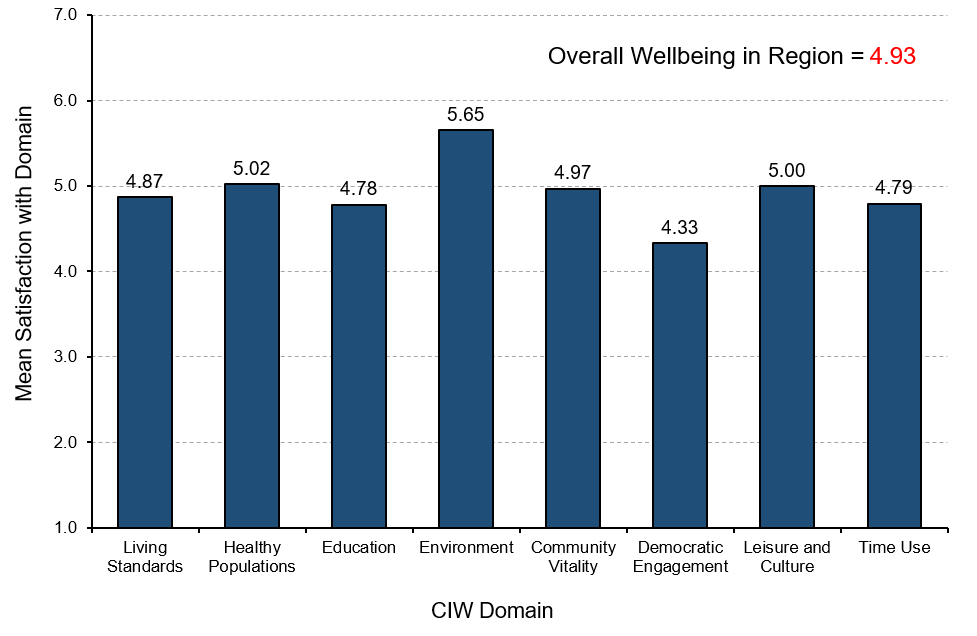 7.0
Overall Wellbeing in Region = 4.93
6.0
5.0
4.0
3.0
2.0
1.0
Mean Satisfaction with Domain
4.87
5.02
4.78
5.65
4.97
4.33
5.00
4.79
Living
Standards
Healthy
Populations
Education
Environment
Community
Vitality
Democratic
Engagement
Leisure and
Culture
Time Use
CIW Domain